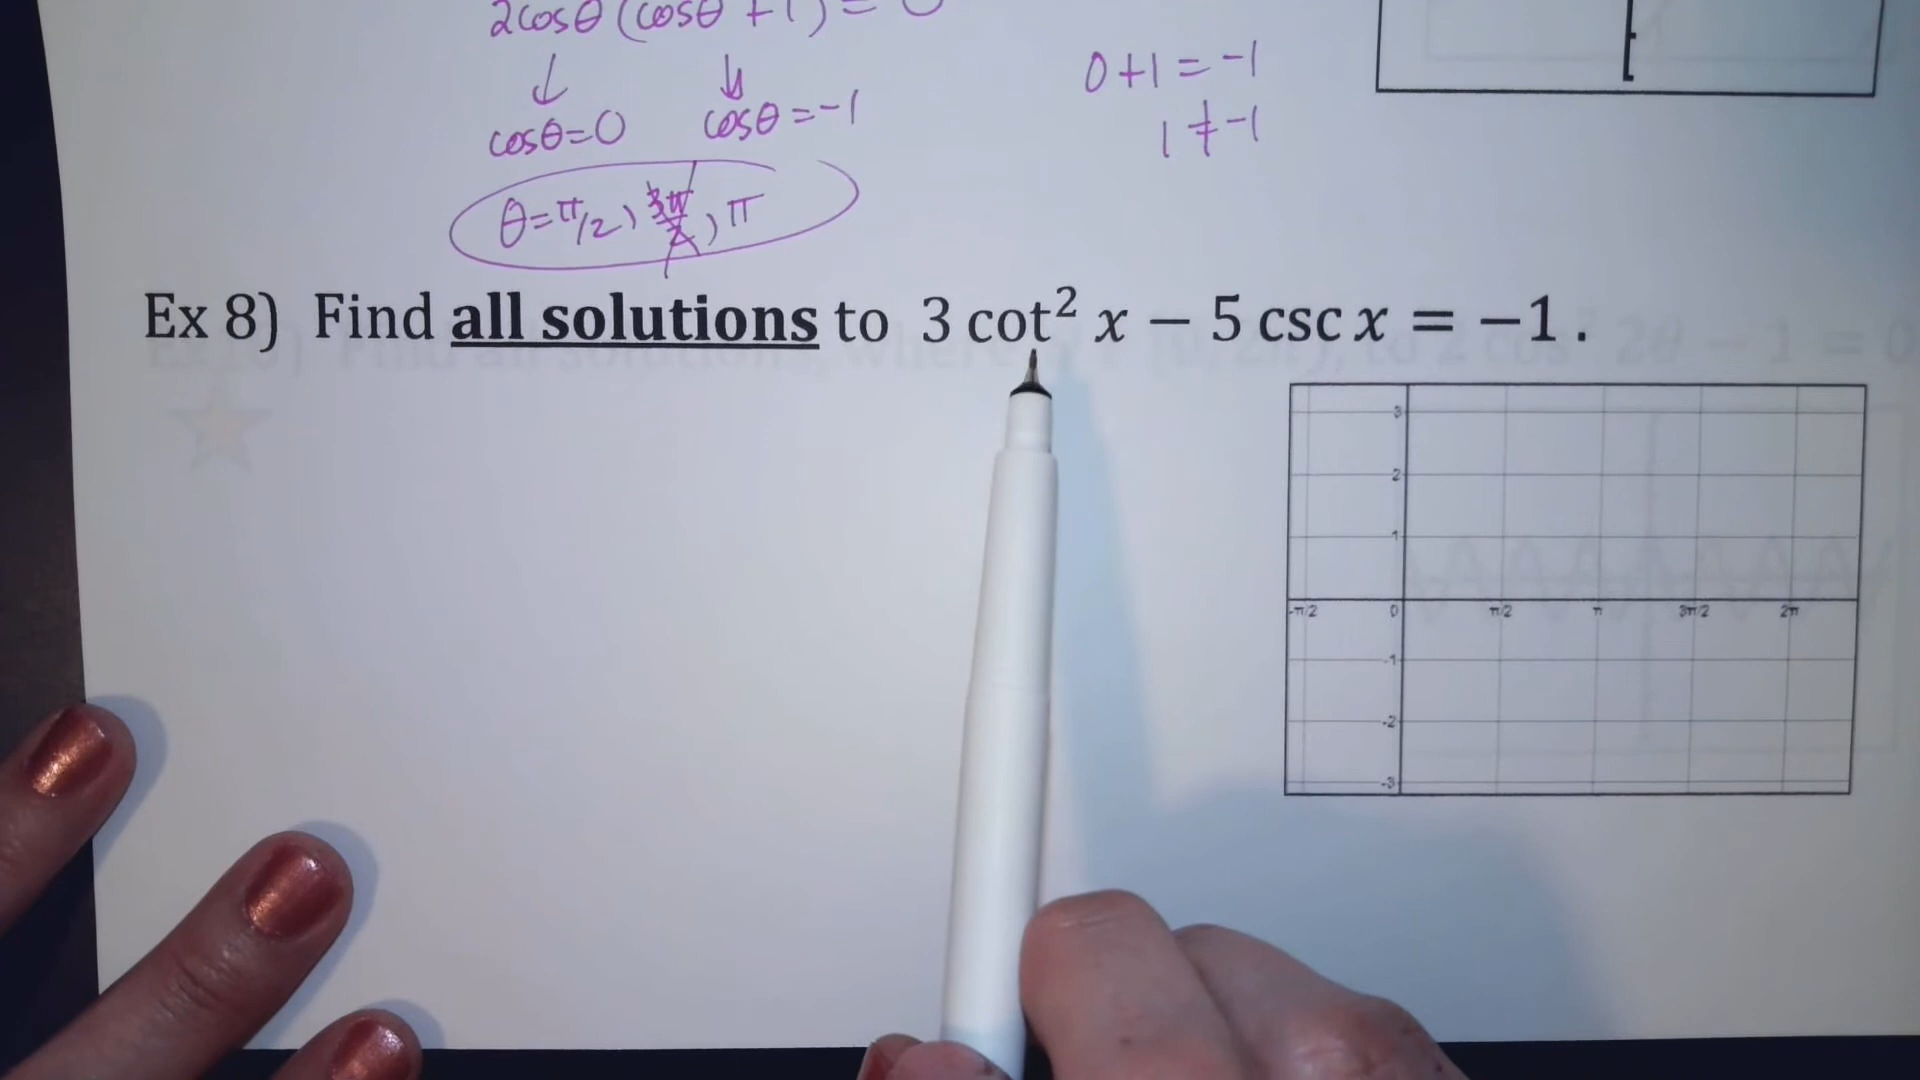 2cosθ (cosθ + 1) = 0
0+1 = -1
cosθ=0 cosθ = -1
1 ≠ -1
θ = π/2, 3π/2, π
Ex 8) Find all solutions to 3 cot² x − 5 csc x = −1.
3
2
1
-π/2 0 π/2 π 3π/2 2π
-1
-2
-3